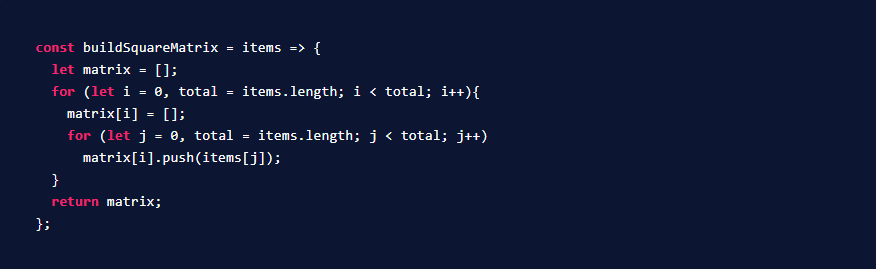 const buildSquareMatrix = items => {
  let matrix = [];
  for (let i = 0, total = items.length; i < total; i++){
    matrix[i] = [];
    for (let j = 0, total = items.length; j < total; j++)
      matrix[i].push(items[j]);
  }
  return matrix;
};